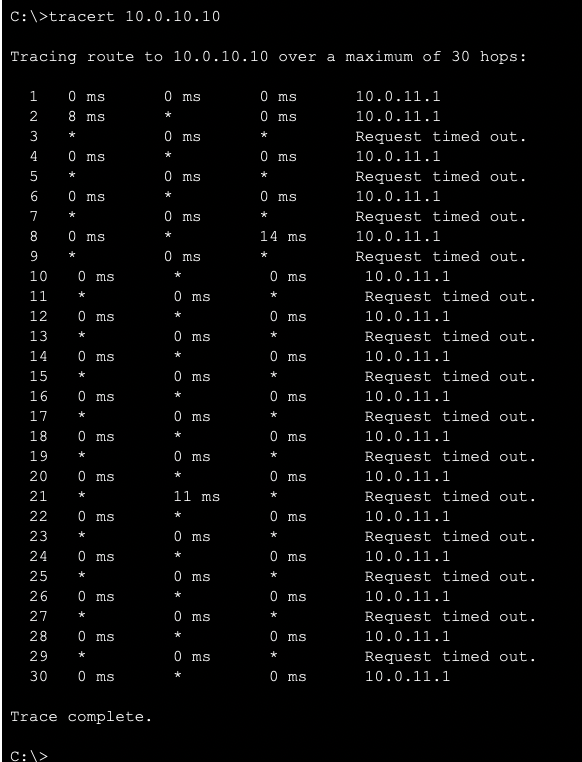 C:\>tracert 10.0.10.10
Tracing route to 10.0.10.10 over a maximum of 30 hops:
1 0 ms 0 ms 0 ms 10.0.11.1
2 8 ms * 0 ms 10.0.11.1
3 * 0 ms * Request timed out.
4 0 ms * 0 ms 10.0.11.1
5 * 0 ms * Request timed out.
6 0 ms * 0 ms 10.0.11.1
7 * 0 ms * Request timed out.
8 0 ms * 14 ms 10.0.11.1
9 * 0 ms * Request timed out.
10 0 ms * 0 ms 10.0.11.1
11 * 0 ms * Request timed out.
12 0 ms * 0 ms 10.0.11.1
13 * 0 ms * Request timed out.
14 0 ms * 0 ms 10.0.11.1
15 * 0 ms * Request timed out.
16 0 ms * 0 ms 10.0.11.1
17 * 0 ms * Request timed out.
18 0 ms * 0 ms 10.0.11.1
19 * 0 ms * Request timed out.
20 0 ms * 0 ms 10.0.11.1
21 * 11 ms * Request timed out.
22 0 ms * 0 ms 10.0.11.1
23 * 0 ms * Request timed out.
24 0 ms * 0 ms 10.0.11.1
25 * 0 ms * Request timed out.
26 0 ms * 0 ms 10.0.11.1
27 * 0 ms * Request timed out.
28 0 ms * 0 ms 10.0.11.1
29 * 0 ms * Request timed out.
30 0 ms * 0 ms 10.0.11.1
Trace complete.
C:\>